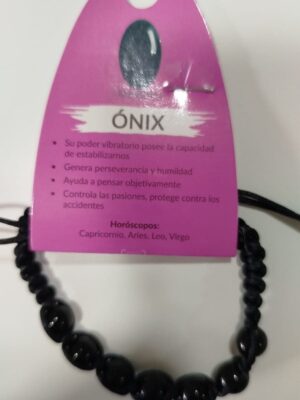 ÓNIX
• Su poder vibratorio posee la capacidad
de estabilizarnos
• Genera perseverancia y humildad
• Ayuda a pensar objetivamente
• Controla las pasiones, protege contra los
accidentes
Horóscopos:
Capricornio, Aries, Leo, Virgo